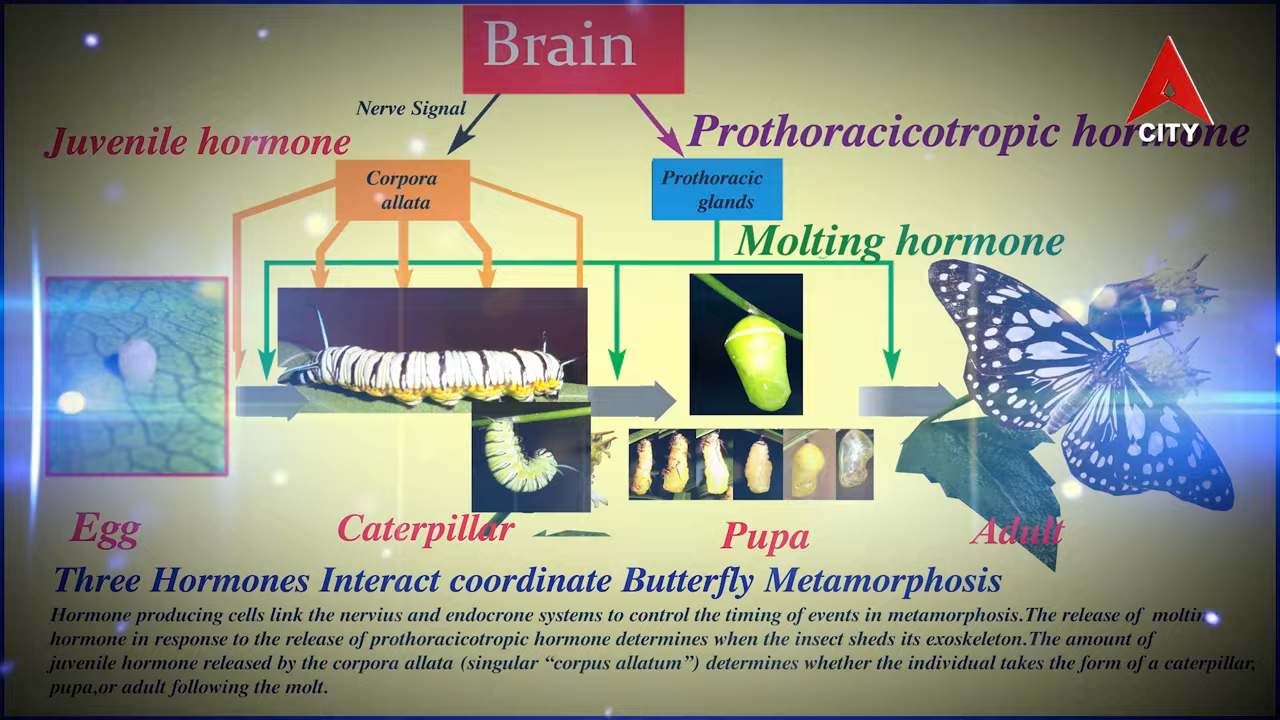 Brain
Nerve Signal
Juvenile hormone
Prothoracicotropic hormone
CITY
Corpora
allata
Prothoracic
glands
Molting hormone
Egg
Caterpillar
Pupa
Adult
Three Hormones Interact coordinate Butterfly Metamorphosis
Hormone producing cells link the nervius and endocrone systems to control the timing of events in metamorphosis.The release of molting
hormone in response to the release of prothoracicotropic hormone determines when the insect sheds its exoskeleton.The amount of
juvenile hormone released by the corpora allata (singular “corpus allatum”) determines whether the individual takes the form of a caterpillar,
pupa,or adult following the molt.